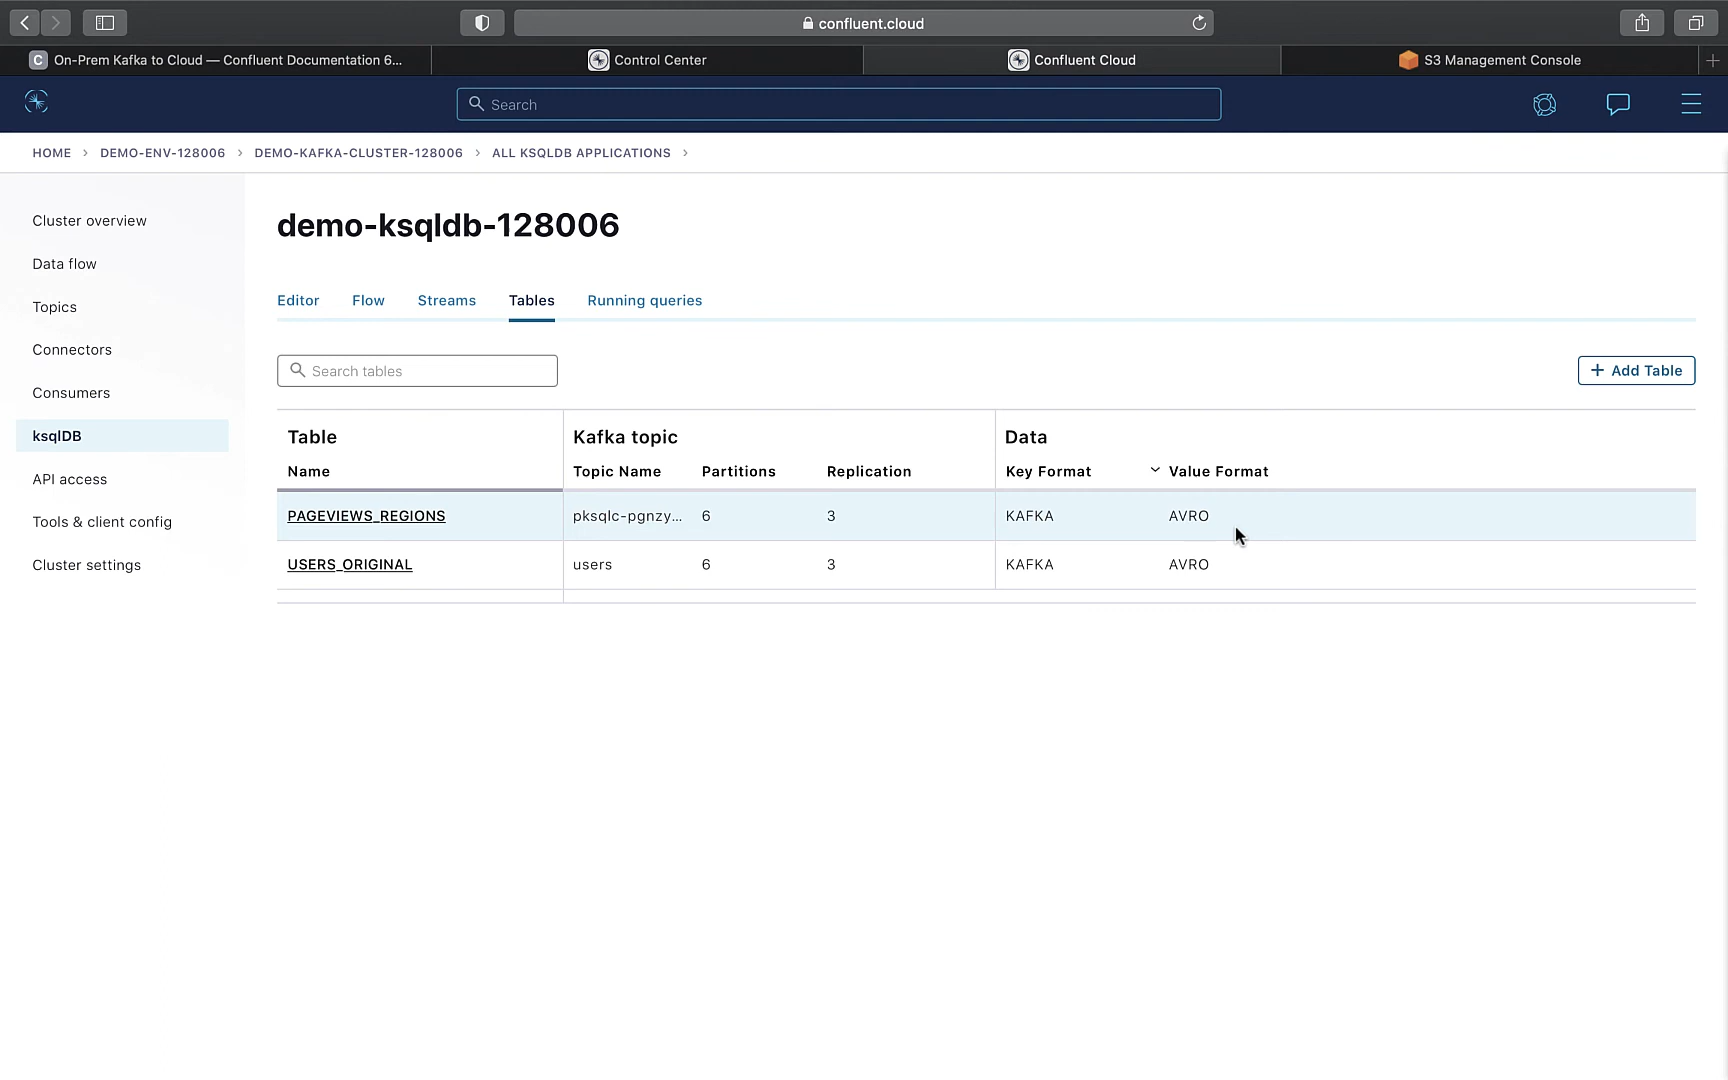 confluent.cloud
C On-Prem Kafka to Cloud — Confluent Documentation 6...
Control Center
Confluent Cloud
S3 Management Console
Search
HOME > DEMO-ENV-128006 > DEMO-KAFKA-CLUSTER-128006 > ALL KSQLDB APPLICATIONS >
Cluster overview
Data flow
Topics
Connectors
Consumers
ksqlDB
API access
Tools & client config
Cluster settings
demo-ksqldb-128006
Editor Flow Streams Tables Running queries
Search tables
+ Add Table
Table Kafka topic Data
Name Topic Name Partitions Replication Key Format Value Format
PAGEVIEWS_REGIONS pksqlc-pgnzy... 6 3 KAFKA AVRO
USERS_ORIGINAL users 6 3 KAFKA AVRO